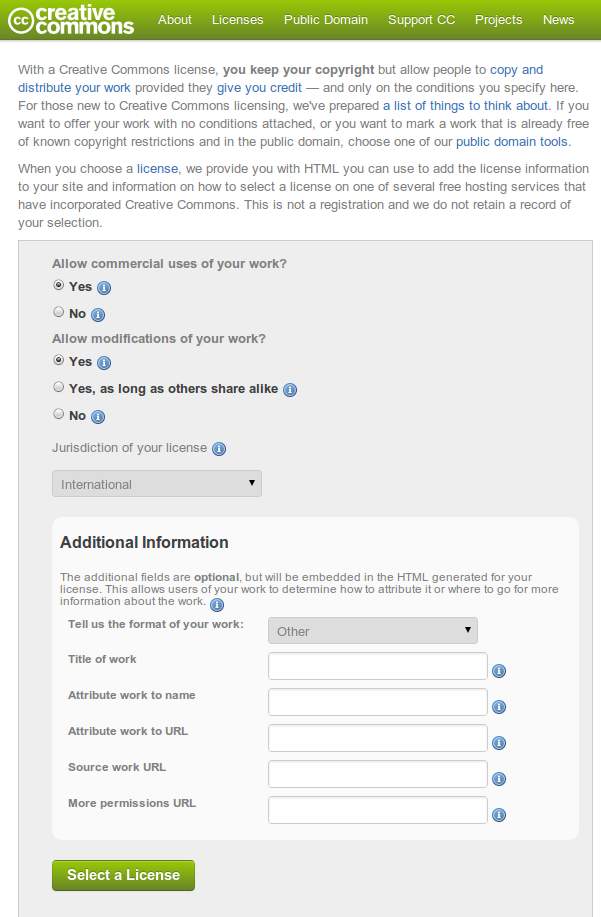 cc creative commons
About Licenses Public Domain Support CC Projects News
With a Creative Commons license, you keep your copyright but allow people to copy and
distribute your work provided they give you credit — and only on the conditions you specify here.
For those new to Creative Commons licensing, we've prepared a list of things to think about. If you
want to offer your work with no conditions attached, or you want to mark a work that is already free
of known copyright restrictions and in the public domain, choose one of our public domain tools.
When you choose a license, we provide you with HTML you can use to add the license information
to your site and information on how to select a license on one of several free hosting services that
have incorporated Creative Commons. This is not a registration and we do not retain a record of
your selection.
Allow commercial uses of your work?
Yes
No
Allow modifications of your work?
Yes
Yes, as long as others share alike
No
Jurisdiction of your license
International
Additional Information
The additional fields are optional, but will be embedded in the HTML generated for your
license. This allows users of your work to determine how to attribute it or where to go for more
information about the work.
Tell us the format of your work: Other
Title of work
Attribute work to name
Attribute work to URL
Source work URL
More permissions URL
Select a License